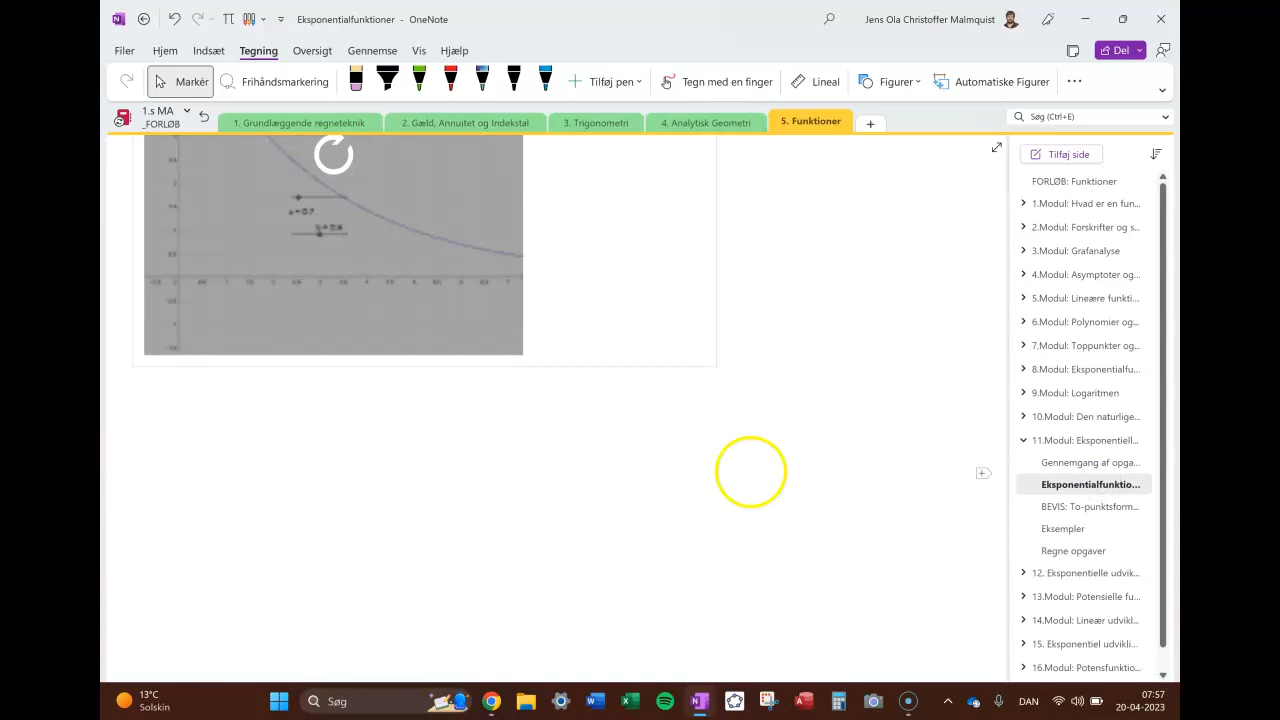 Eksponentialfunktioner - OneNote
Jens Ola Christoffer Malmquist
Filer Hjem Indsæt Tegning Oversigt Gennemse Vis Hjælp
Del
Markér Frihåndsmarkering Tilføj pen Tegn med en finger Lineal Figurer Automatiske Figurer
1.s MA
_FORLØB
1. Grundlæggende regneteknik 2. Gæld, Annuitet og Indekstal 3. Trigonometri 4. Analytisk Geometri 5. Funktioner
Søg (Ctrl+E)
Tilføj side
FORLØB: Funktioner
1.Modul: Hvad er en fun...
2.Modul: Forskrifter og s...
3.Modul: Grafanalyse
4.Modul: Asymptoter og...
5.Modul: Lineære funkti...
6.Modul: Polynomier og...
7.Modul: Toppunkter og...
8.Modul: Eksponentialfu...
9.Modul: Logaritmen
10.Modul: Den naturlige...
11.Modul: Eksponentiell...
Gennemgang af opga...
Eksponentialfunktio...
BEVIS: To-punktsform...
Eksempler
Regne opgaver
12. Eksponentielle udvik...
13.Modul: Potensielle fu...
14.Modul: Lineær udvikl...
15. Eksponentiel udvikli...
16.Modul: Potensfunktio...
13°C
Solskin
Søg
DAN
07:57
20-04-2023